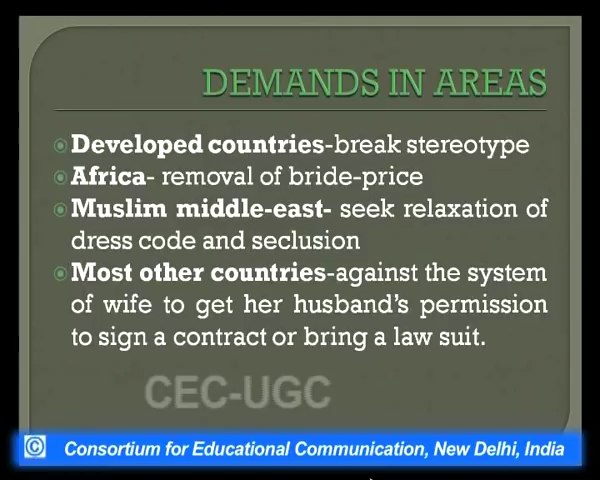 DEMANDS IN AREAS
Developed countries-break stereotype
Africa- removal of bride-price
Muslim middle-east- seek relaxation of
dress code and seclusion
Most other countries-against the system
of wife to get her husband's permission
to sign a contract or bring a law suit.
CEC-UGC
© Consortium for Educational Communication, New Delhi, India